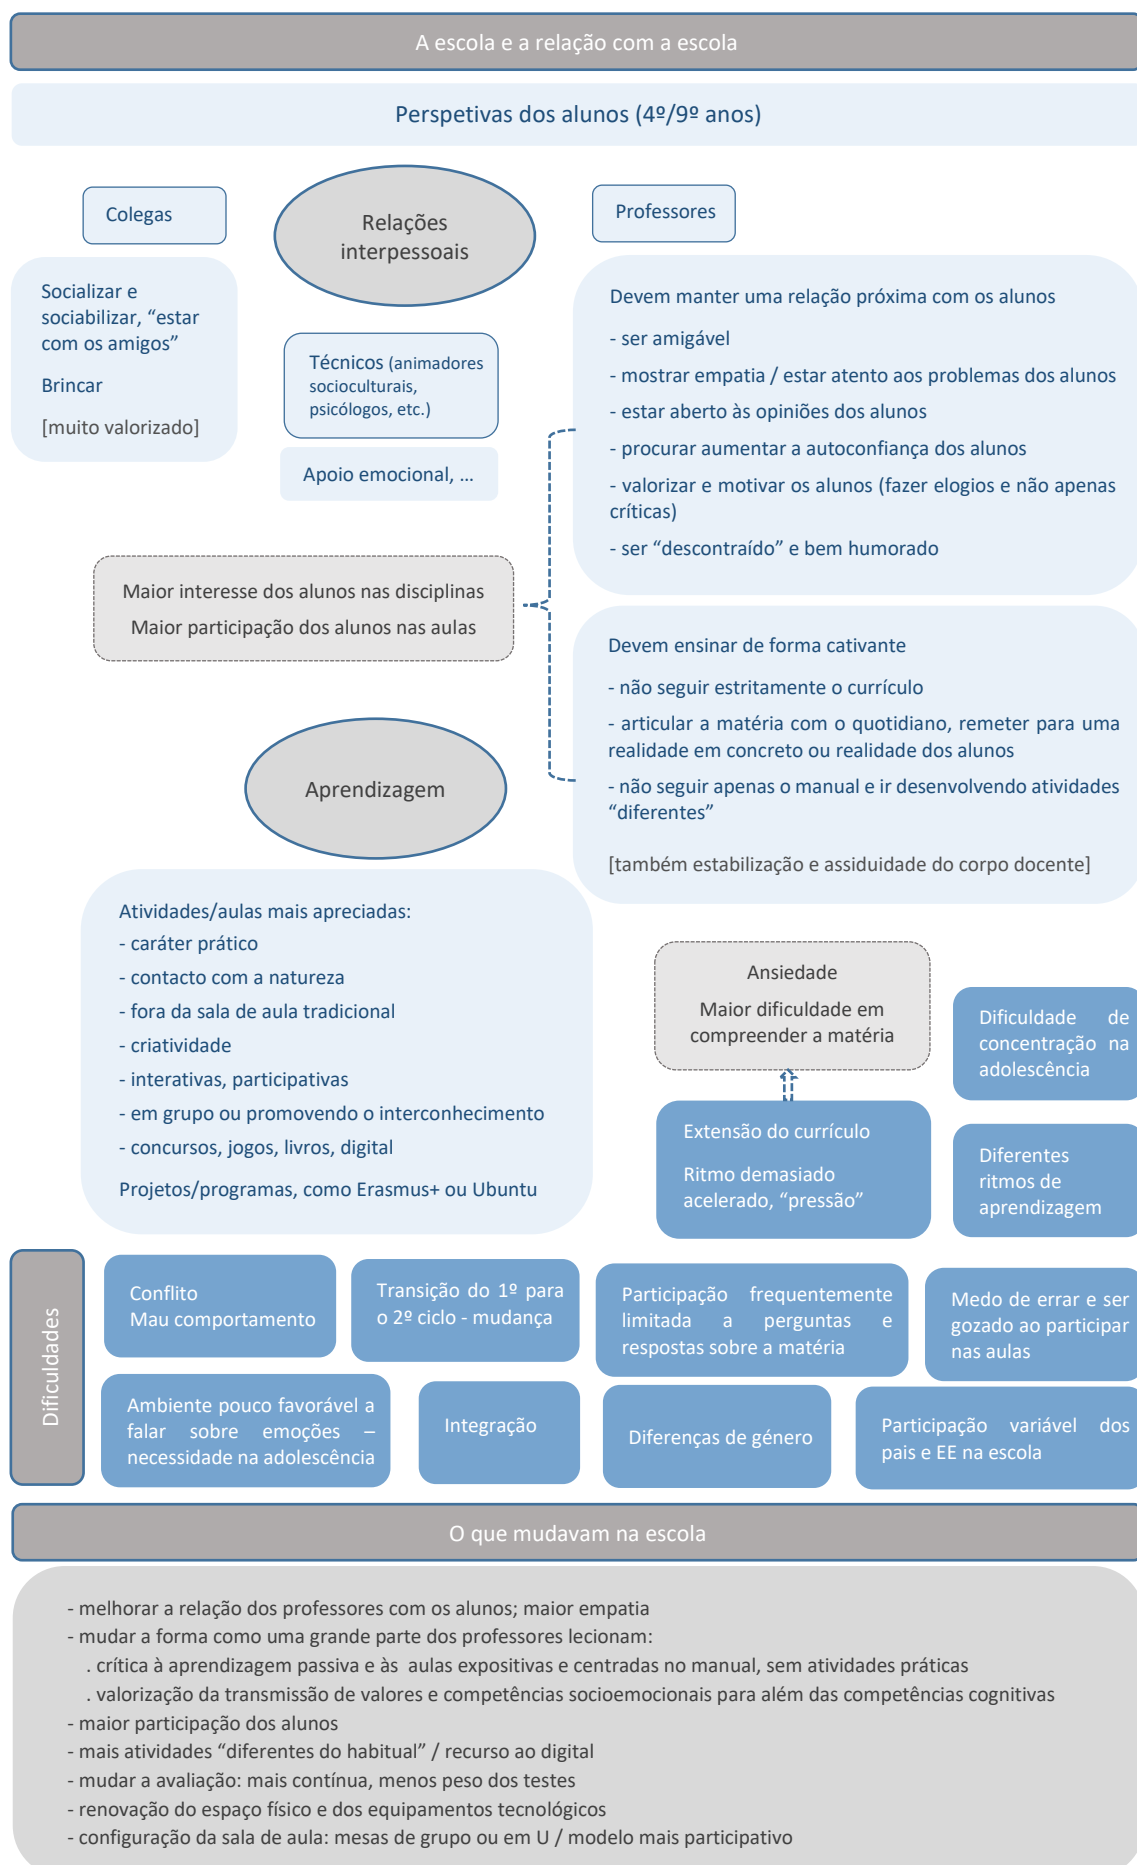 A escola e a relação com a escola
Perspetivas dos alunos (4º/9º anos)
Colegas
Socializar e
sociabilizar, “estar
com os amigos”
Brincar
[muito valorizado]
Relações
interpessoais
Técnicos (animadores
socioculturais,
psicólogos, etc.)
Apoio emocional, …
Professores
Devem manter uma relação próxima com os alunos
- ser amigável
- mostrar empatia / estar atento aos problemas dos alunos
- estar aberto às opiniões dos alunos
- procurar aumentar a autoconfiança dos alunos
- valorizar e motivar os alunos (fazer elogios e não apenas
críticas)
- ser “descontraído” e bem humorado
Maior interesse dos alunos nas disciplinas
Maior participação dos alunos nas aulas
Devem ensinar de forma cativante
- não seguir estritamente o currículo
- articular a matéria com o quotidiano, remeter para uma
realidade em concreto ou realidade dos alunos
- não seguir apenas o manual e ir desenvolvendo atividades
“diferentes”
[também estabilização e assiduidade do corpo docente]
Aprendizagem
Atividades/aulas mais apreciadas:
- caráter prático
- contacto com a natureza
- fora da sala de aula tradicional
- criatividade
- interativas, participativas
- em grupo ou promovendo o interconhecimento
- concursos, jogos, livros, digital
Projetos/programas, como Erasmus+ ou Ubuntu
Ansiedade
Maior dificuldade em
compreender a matéria
Extensão do currículo
Ritmo demasiado
acelerado, “pressão”
Dificuldade de
concentração na
adolescência
Diferentes
ritmos de
aprendizagem
Dificuldades
Conflito
Mau comportamento
Transição do 1º para
o 2º ciclo - mudança
Participação frequentemente
limitada a perguntas e
respostas sobre a matéria
Medo de errar e ser
gozado ao participar
nas aulas
Ambiente pouco favorável a
falar sobre emoções –
necessidade na adolescência
Integração
Diferenças de género
Participação variável dos
pais e EE na escola
O que mudavam na escola
- melhorar a relação dos professores com os alunos; maior empatia
- mudar a forma como uma grande parte dos professores lecionam:
. crítica à aprendizagem passiva e às aulas expositivas e centradas no manual, sem atividades práticas
. valorização da transmissão de valores e competências socioemocionais para além das competências cognitivas
- maior participação dos alunos
- mais atividades “diferentes do habitual” / recurso ao digital
- mudar a avaliação: mais contínua, menos peso dos testes
- renovação do espaço físico e dos equipamentos tecnológicos
- configuração da sala de aula: mesas de grupo ou em U / modelo mais participativo